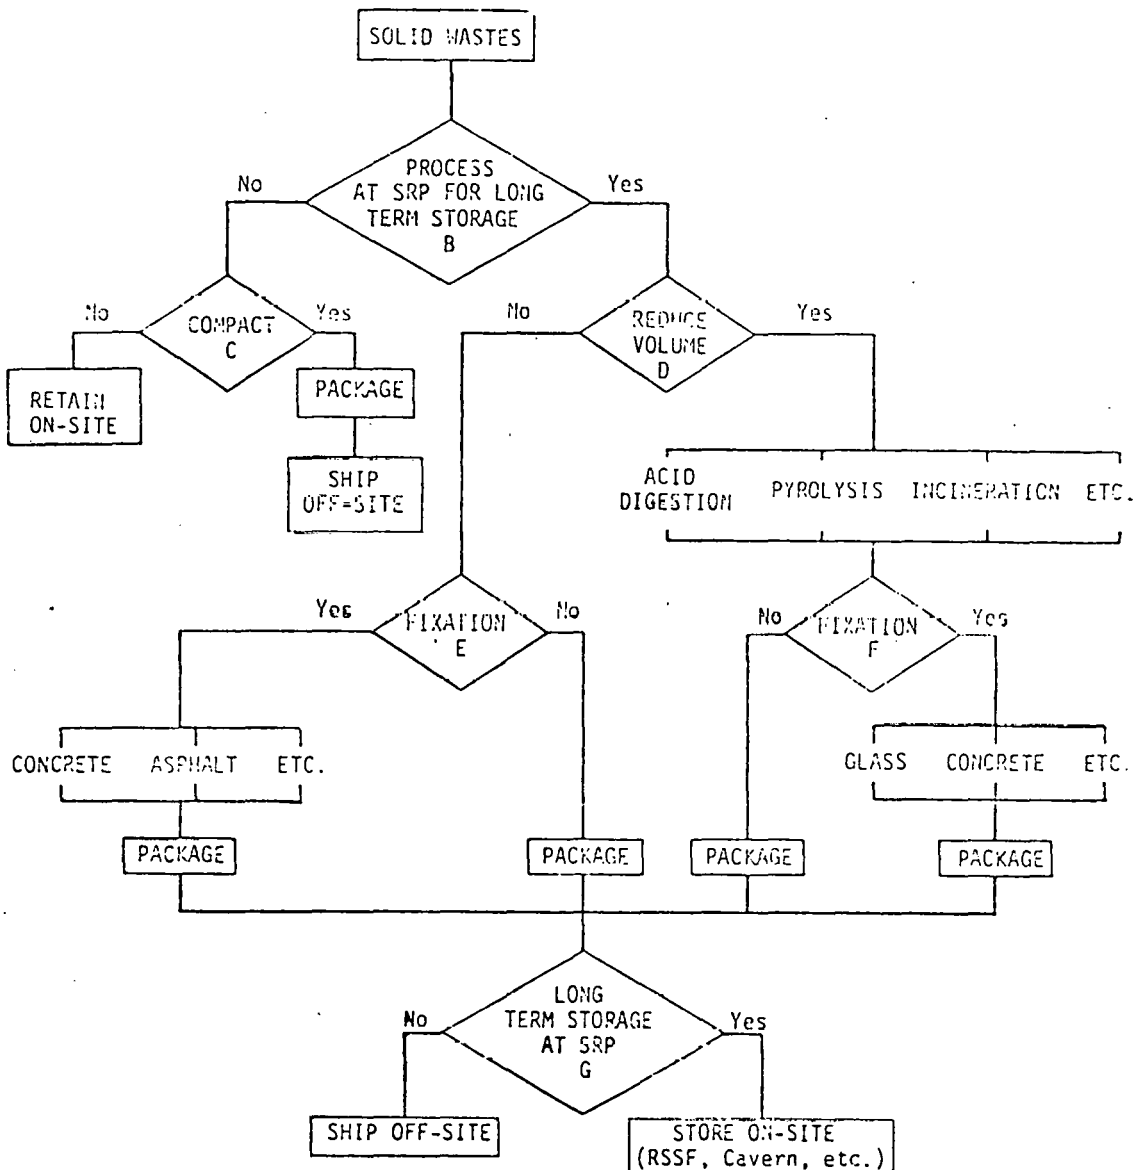 SOLID WASTES
PROCESS
AT SRP FOR LONG
TERM STORAGE
B
No
Yes
No
COMPACT
C
Yes
No
REDUCE
VOLUME
D
Yes
RETAIN
ON-SITE
PACKAGE
SHIP
OFF=SITE
ACID
DIGESTION
PYROLYSIS
INCINERATION
ETC.
Yes
FIXATION
E
No
No
FIXATION
F
Yes
CONCRETE
ASPHALT
ETC.
GLASS
CONCRETE
ETC.
PACKAGE
PACKAGE
PACKAGE
PACKAGE
LONG
TERM STORAGE
AT SRP
G
No
Yes
SHIP OFF-SITE
STORE ON-SITE
(RSSF, Cavern, etc.)